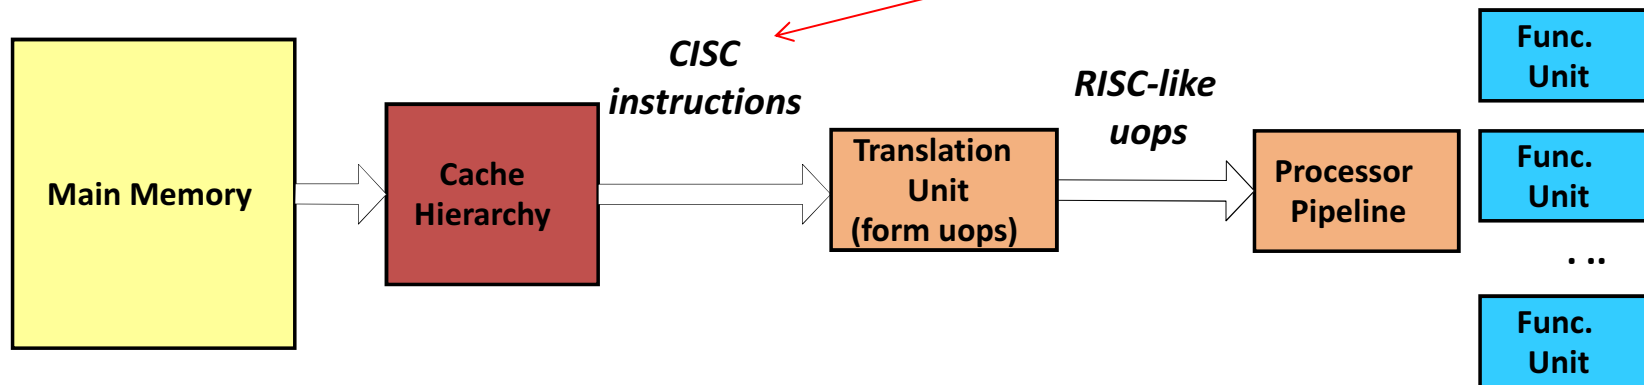 Main Memory
Cache
Hierarchy
CISC
instructions
Translation
Unit
(form uops)
RISC-like
uops
Processor
Pipeline
Func.
Unit
Func.
Unit
. ..
Func.
Unit